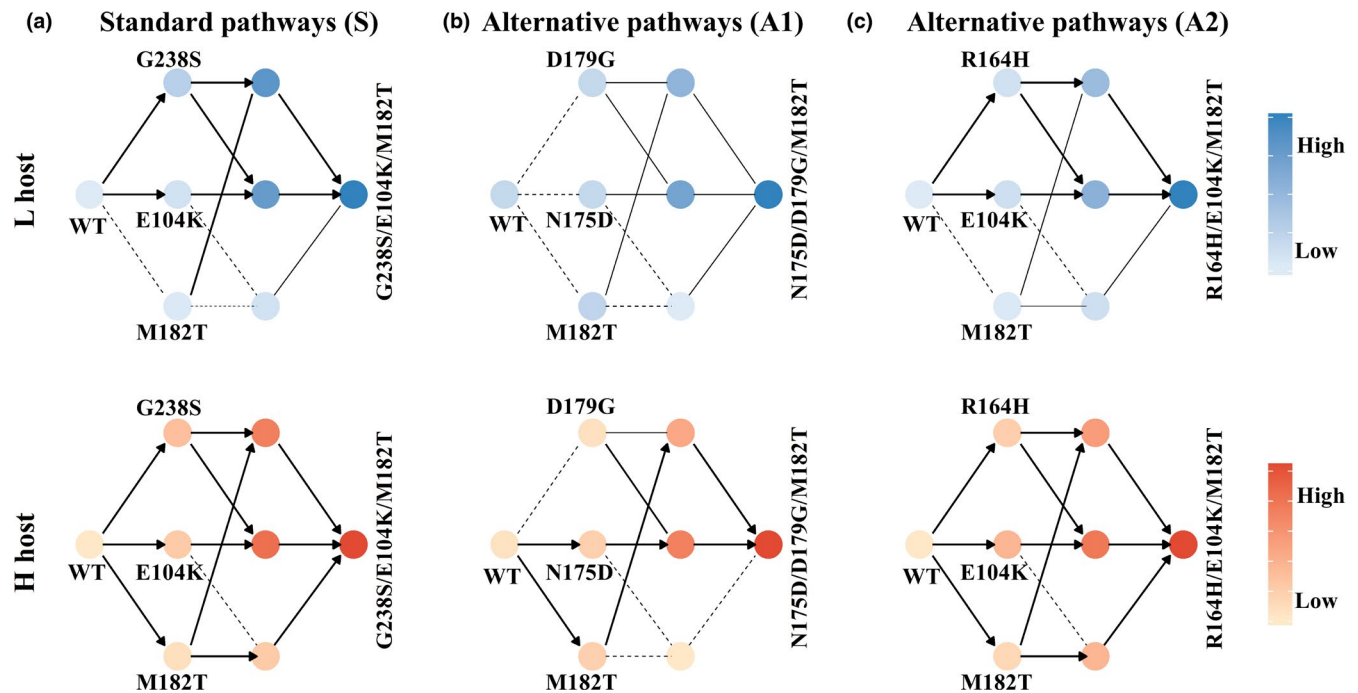 (a) Standard pathways (S)
(b) Alternative pathways (A1)
(c) Alternative pathways (A2)
L host
G238S
WT
E104K
M182T
G238S/E104K/M182T
D179G
WT
N175D
M182T
N175D/D179G/M182T
R164H
WT
E104K
M182T
R164H/E104K/M182T
High
Low
H host
G238S
WT
E104K
M182T
G238S/E104K/M182T
D179G
WT
N175D
M182T
N175D/D179G/M182T
R164H
WT
E104K
M182T
R164H/E104K/M182T
High
Low